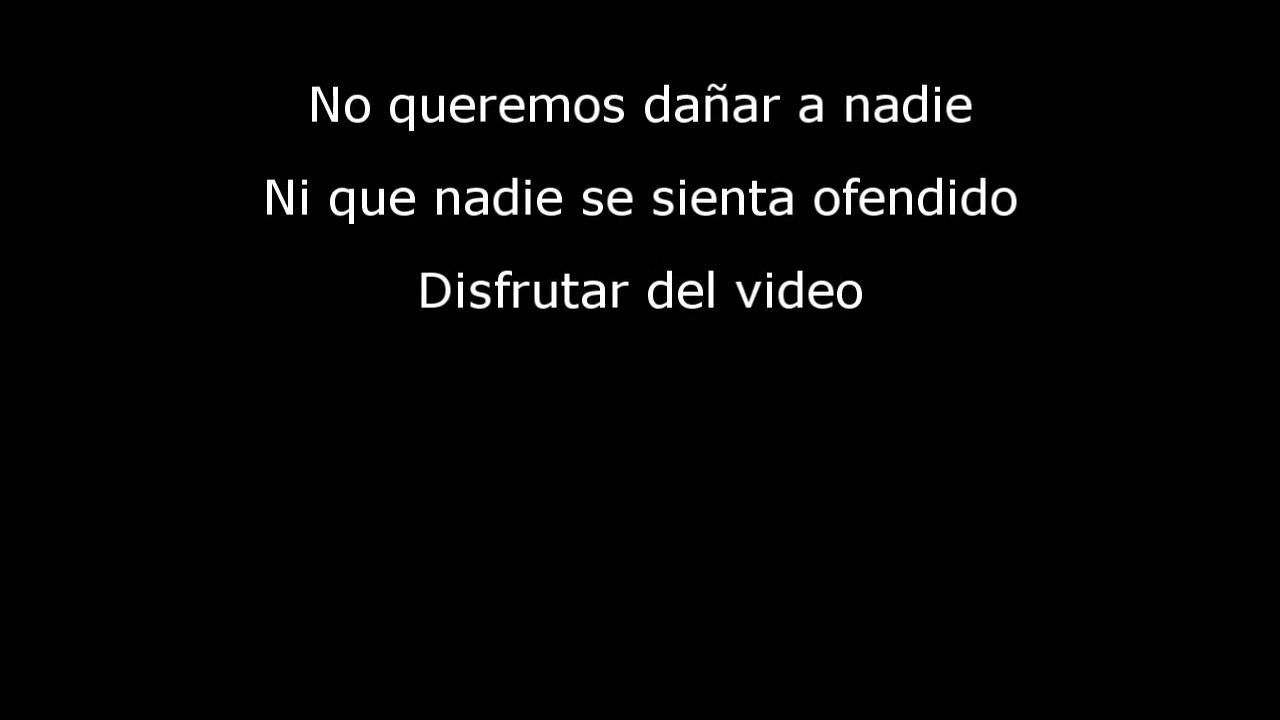 No queremos dañar a nadie
Ni que nadie se sienta ofendido
Disfrutar del video